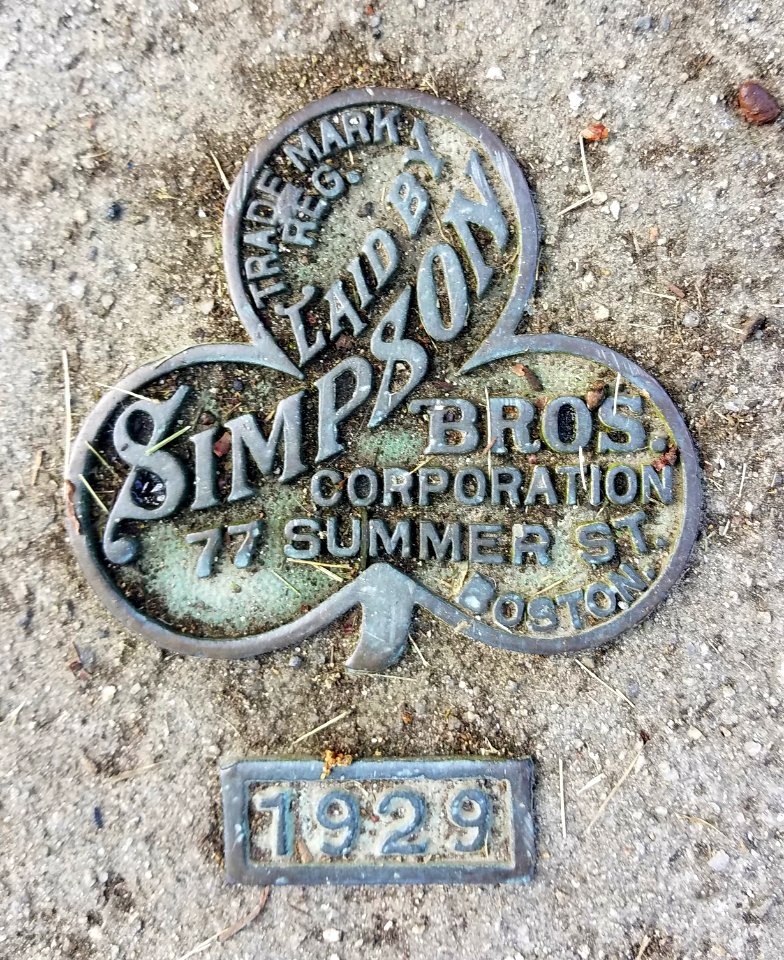 TRADE MARK
REG.
LAID BY
SIMPSON
BROS.
CORPORATION
77 SUMMER ST.
BOSTON.
1929